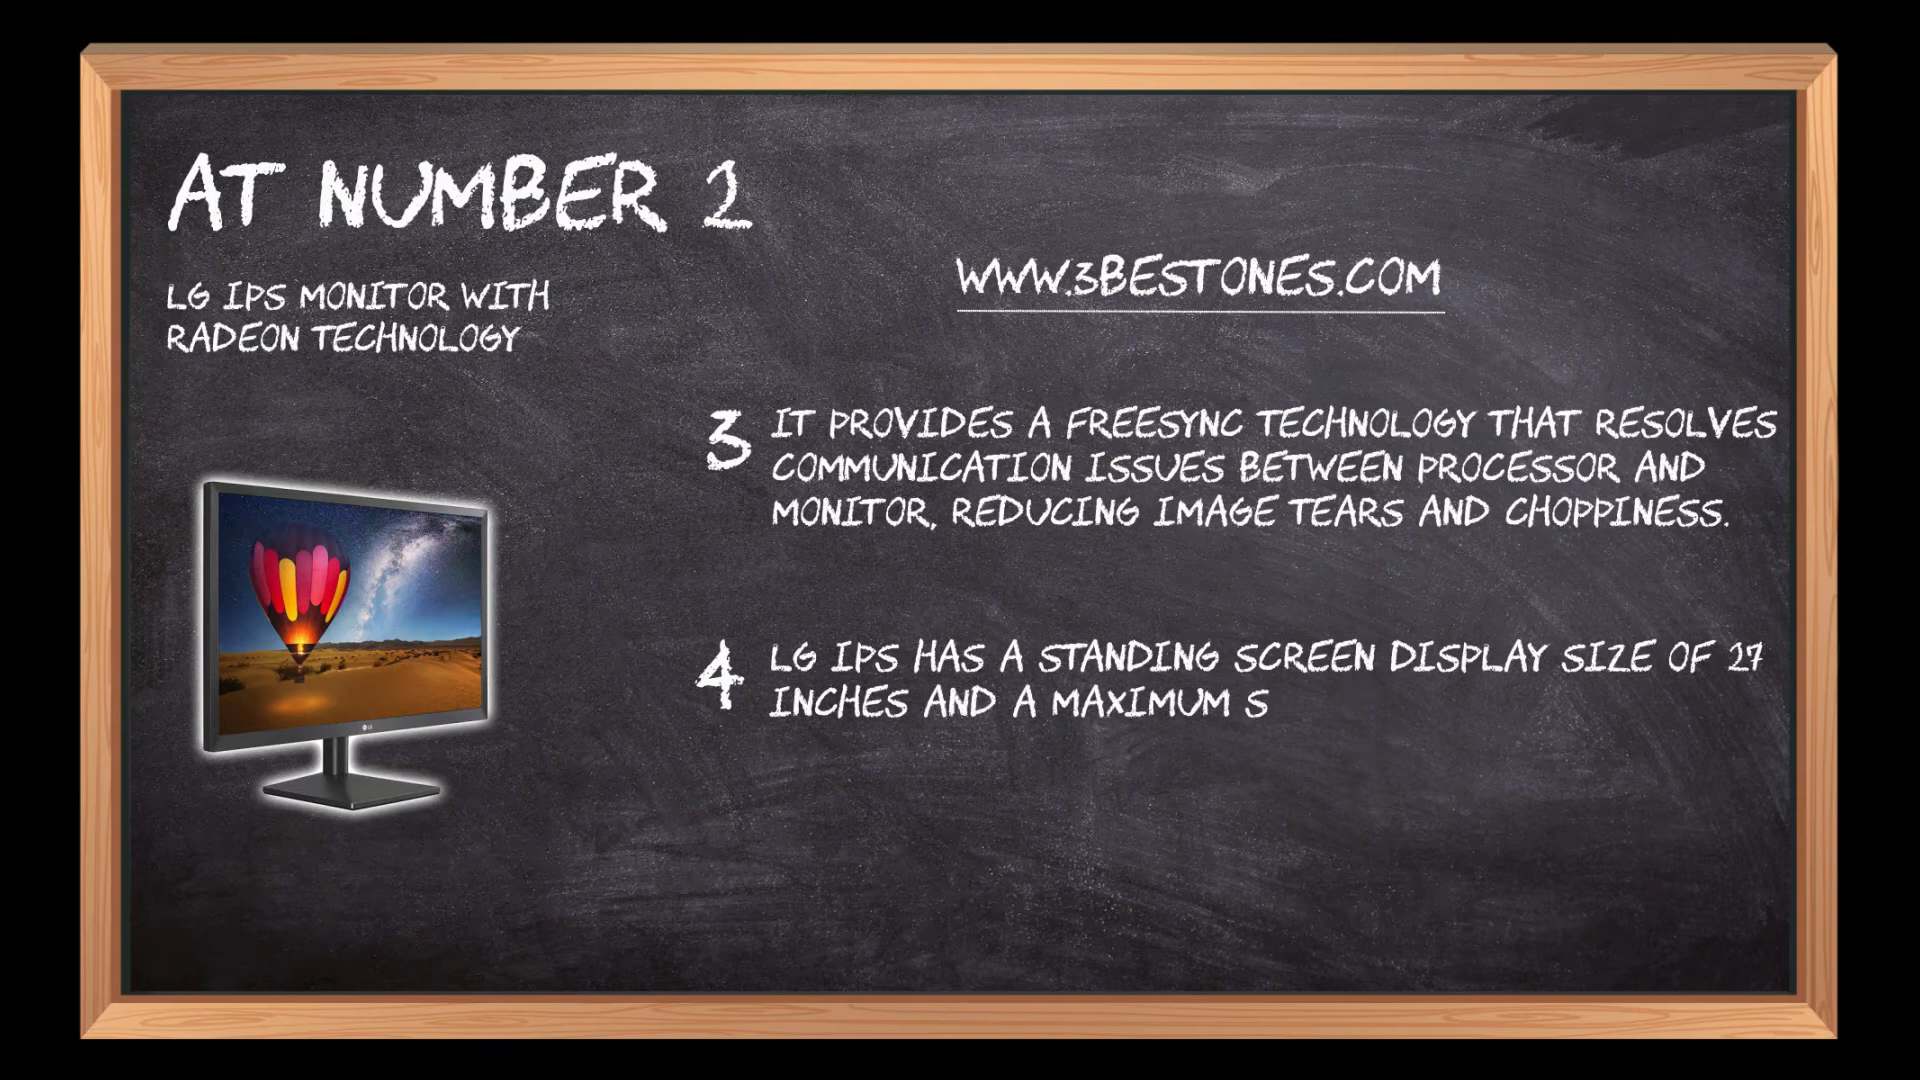 AT NUMBER 2
LG IPS MONITOR WITH
RADEON TECHNOLOGY
WWW.3BESTONES.COM
3 IT PROVIDES A FREESYNC TECHNOLOGY THAT RESOLVES
COMMUNICATION ISSUES BETWEEN PROCESSOR AND
MONITOR, REDUCING IMAGE TEARS AND CHOPPINESS.
4 LG IPS HAS A STANDING SCREEN DISPLAY SIZE OF 27
INCHES AND A MAXIMUM S
LG